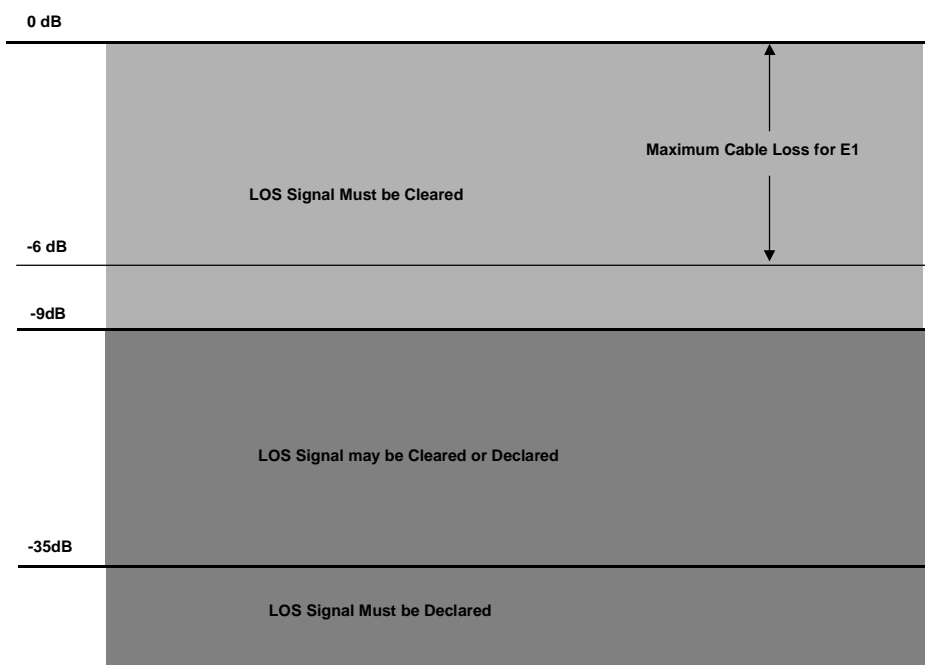 0 dB
Maximum Cable Loss for E1
LOS Signal Must be Cleared
-6 dB
-9dB
LOS Signal may be Cleared or Declared
-35dB
LOS Signal Must be Declared